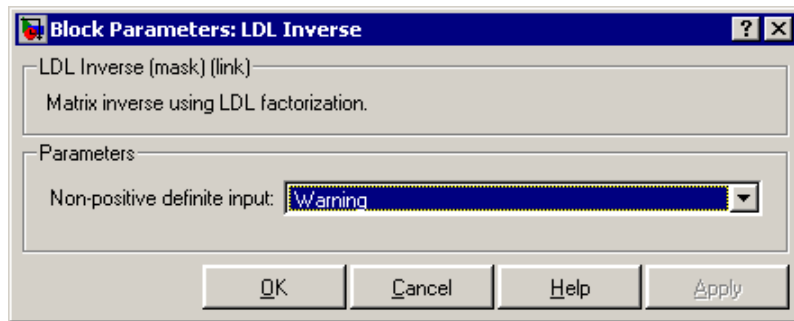 Block Parameters: LDL Inverse
LDL Inverse (mask) (link)
Matrix inverse using LDL factorization.
Parameters
Non-positive definite input: Warning
OK Cancel Help Apply